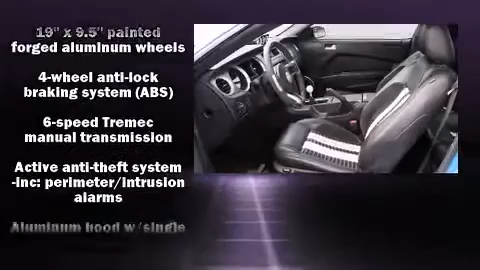 19" x 9.5" painted
forged aluminum wheels
4-wheel anti-lock
braking system (ABS)
6-speed Tremec
manual transmission
Active anti-theft system
-inc: perimeter/intrusion
alarms
Aluminum hood w/single